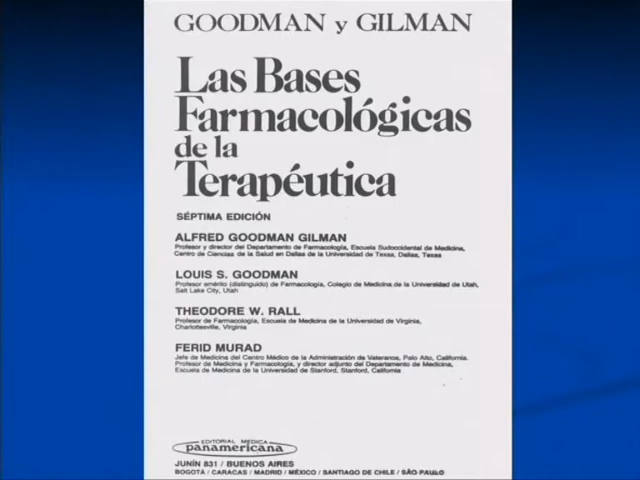 GOODMAN y GILMAN
Las Bases
Farmacológicas
de la
Terapéutica
SÉPTIMA EDICIÓN
ALFRED GOODMAN GILMAN
Profesor y director del Departamento de Farmacología, Escuela Sudoccidental de Medicina,
Centro de Ciencias de la Salud en Dallas de la Universidad de Texas, Dallas, Texas
LOUIS S. GOODMAN
Profesor emérito (distinguido) de Farmacología, Colegio de Medicina de la Universidad de Utah,
Salt Lake City, Utah
THEODORE W. RALL
Profesor de Farmacología, Escuela de Medicina de la Universidad de Virginia,
Charlottesville, Virginia
FERID MURAD
Jefe de Medicina del Centro Médico de la Administración de Veteranos, Palo Alto, California.
Profesor de Medicina y Farmacología, y director adjunto del Departamento de Medicina,
Escuela de Medicina de la Universidad de Stanford, Stanford, California
EDITORIAL MEDICA
panamericana
JUNÍN 831 / BUENOS AIRES
BOGOTÁ / CARACAS / MADRID / MÉXICO / SANTIAGO DE CHILE / SÃO PAULO